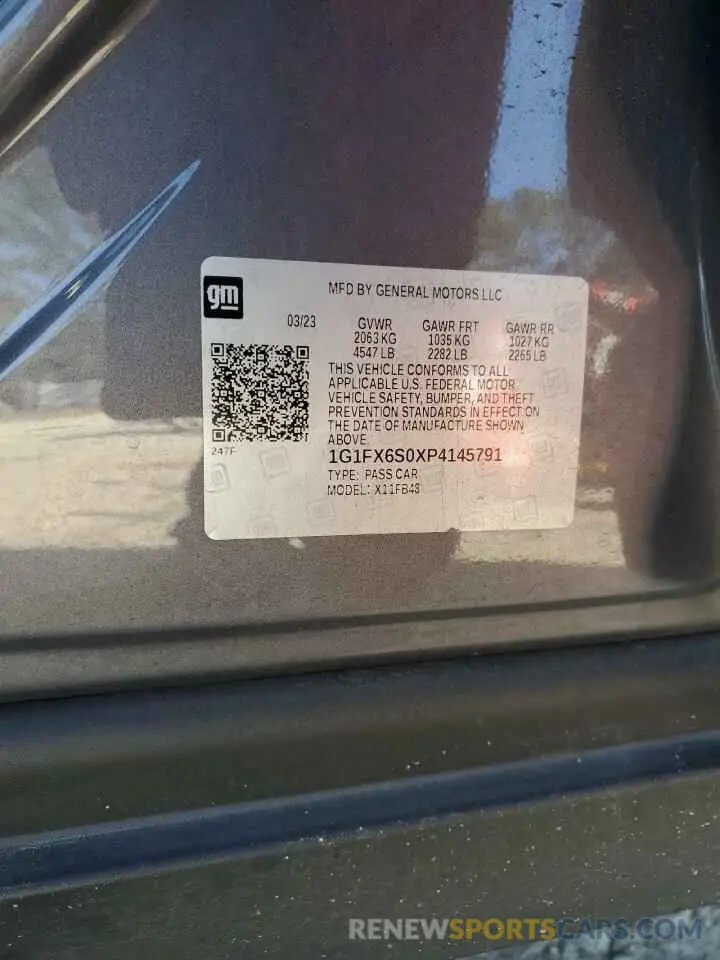 gm
MFD BY GENERAL MOTORS LLC
03/23 GVWR GAWR FRT GAWR RR
2063 KG 1035 KG 1027 KG
4547 LB 2282 LB 2265 LB
THIS VEHICLE CONFORMS TO ALL
APPLICABLE U.S. FEDERAL MOTOR
VEHICLE SAFETY, BUMPER, AND THEFT
PREVENTION STANDARDS IN EFFECT ON
THE DATE OF MANUFACTURE SHOWN
ABOVE.
247F
1G1FX6S0XP4145791
TYPE: PASS CAR
MODEL: X11FB48
RENEWSPORTSCARS.COM